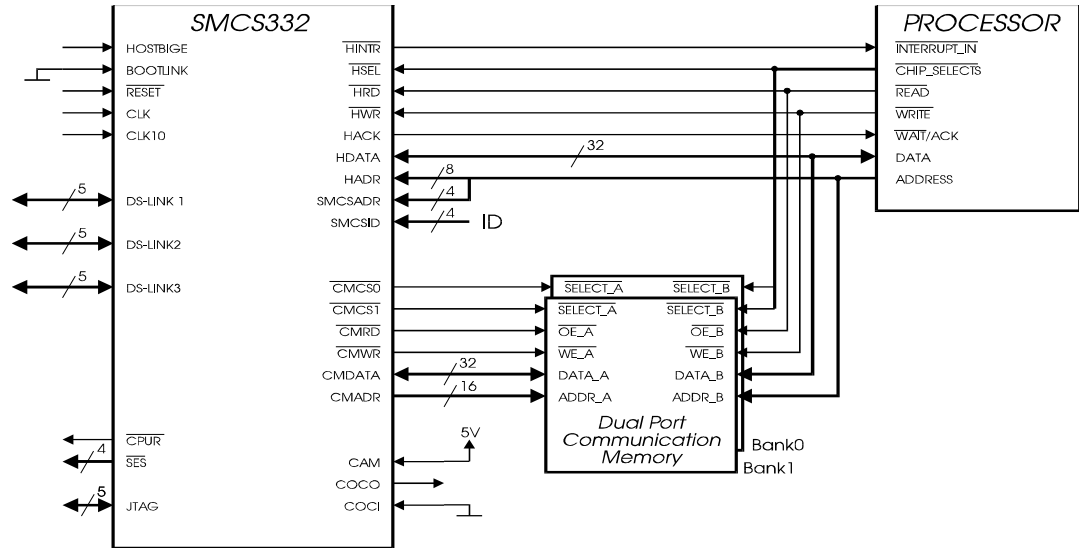 SMCS332
PROCESSOR
HOSTBIGE
BOOTLINK
RESET
CLK
CLK10
5
DS-LINK 1
5
DS-LINK2
5
DS-LINK3
CPUR
4
SES
5
JTAG
HINTR
HSEL
HRD
HWR
HACK
HDATA
32
HADR
8
SMCSADR
4
SMCSID
4
ID
INTERRUPT_IN
CHIP_SELECTS
READ
WRITE
WAIT/ACK
DATA
ADDRESS
CMCS0
CMCS1
CMRD
CMWR
CMDATA
32
CMADR
16
CAM
5V
COCO
COCI
SELECT_A
SELECT_B
SELECT_A
SELECT_B
OE_A
OE_B
WE_A
WE_B
DATA_A
DATA_B
ADDR_A
ADDR_B
Dual Port
Communication
Memory
Bank0
Bank1